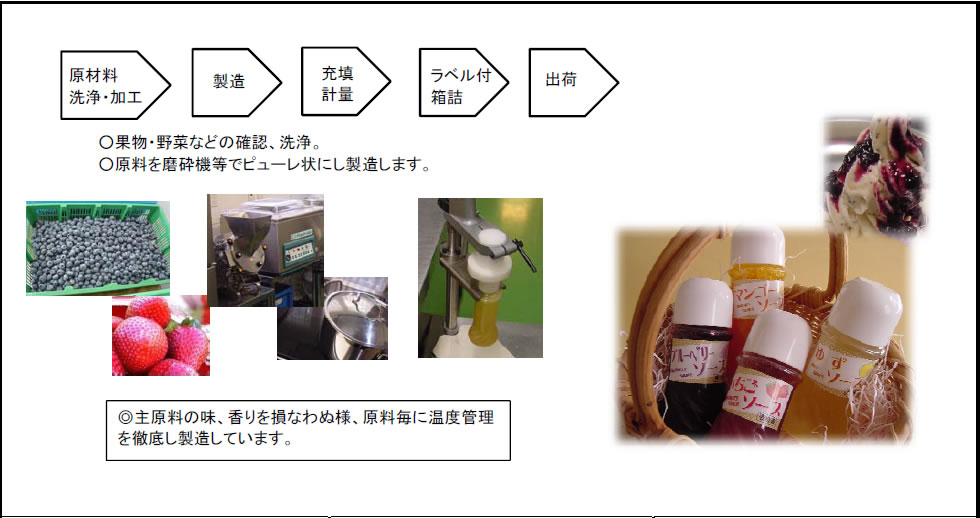 原材料
洗浄・加工
製造
充填
計量
ラベル付
箱詰
出荷
○果物・野菜などの確認、洗浄。
○原料を磨砕機等でピューレ状にし製造します。
マンゴー
ソース
ブルーベリー
ソース
ゆず
ソース
いちご
ソース
◎主原料の味、香りを損なわぬ様、原料毎に温度管理
を徹底し製造しています。